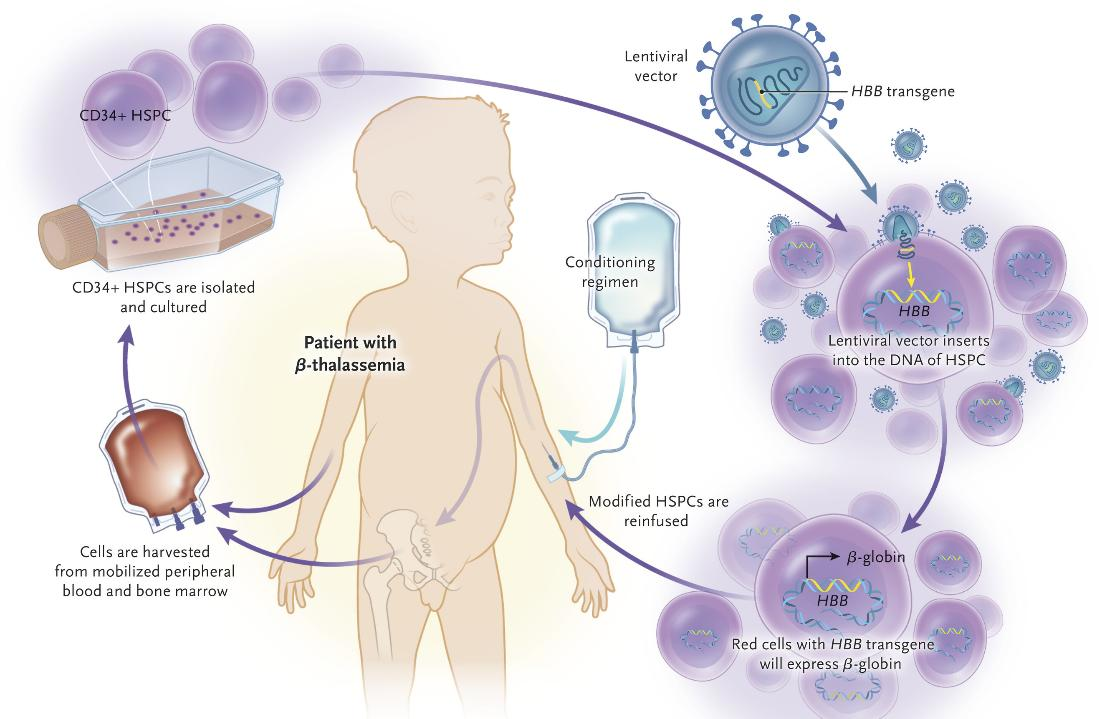 Lentiviral
vector
HBB transgene
CD34+ HSPC
CD34+ HSPCs are isolated
and cultured
Conditioning
regimen
HBB
Lentiviral vector inserts
into the DNA of HSPC
Patient with
β-thalassemia
Modified HSPCs are
reinfused
Cells are harvested
from mobilized peripheral
blood and bone marrow
β-globin
HBB
Red cells with HBB transgene
will express β-globin